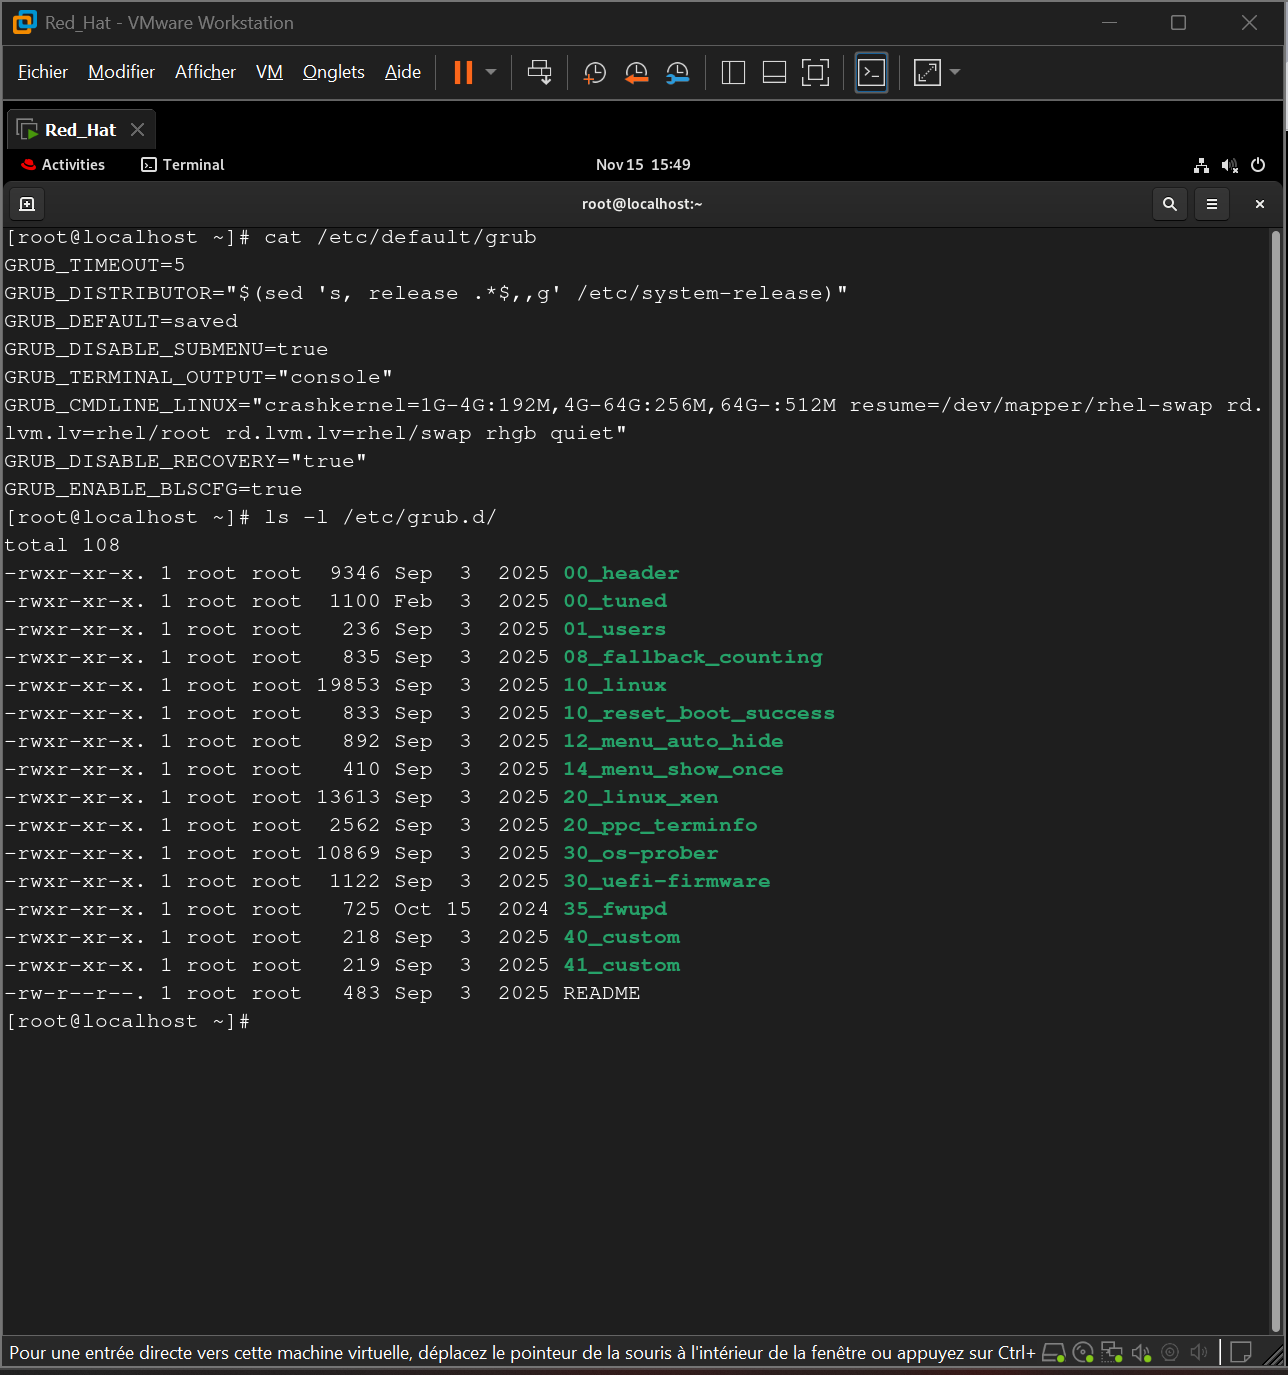 Red_Hat - VMware Workstation
Fichier Modifier Afficher VM Onglets Aide
Red_Hat
Activities Terminal Nov 15 15:49
root@localhost:~
[root@localhost ~]# cat /etc/default/grub
GRUB_TIMEOUT=5
GRUB_DISTRIBUTOR="$(sed 's, release .*$,,g' /etc/system-release)"
GRUB_DEFAULT=saved
GRUB_DISABLE_SUBMENU=true
GRUB_TERMINAL_OUTPUT="console"
GRUB_CMDLINE_LINUX="crashkernel=1G-4G:192M,4G-64G:256M,64G-:512M resume=/dev/mapper/rhel-swap rd.
lvm.lv=rhel/root rd.lvm.lv=rhel/swap rhgb quiet"
GRUB_DISABLE_RECOVERY="true"
GRUB_ENABLE_BLSCFG=true
[root@localhost ~]# ls -l /etc/grub.d/
total 108
-rwxr-xr-x. 1 root root  9346 Sep  3  2025 00_header
-rwxr-xr-x. 1 root root  1100 Feb  3  2025 00_tuned
-rwxr-xr-x. 1 root root   236 Sep  3  2025 01_users
-rwxr-xr-x. 1 root root   835 Sep  3  2025 08_fallback_counting
-rwxr-xr-x. 1 root root 19853 Sep  3  2025 10_linux
-rwxr-xr-x. 1 root root   833 Sep  3  2025 10_reset_boot_success
-rwxr-xr-x. 1 root root   892 Sep  3  2025 12_menu_auto_hide
-rwxr-xr-x. 1 root root   410 Sep  3  2025 14_menu_show_once
-rwxr-xr-x. 1 root root 13613 Sep  3  2025 20_linux_xen
-rwxr-xr-x. 1 root root  2562 Sep  3  2025 20_ppc_terminfo
-rwxr-xr-x. 1 root root 10869 Sep  3  2025 30_os-prober
-rwxr-xr-x. 1 root root  1122 Sep  3  2025 30_uefi-firmware
-rwxr-xr-x. 1 root root   725 Oct 15  2024 35_fwupd
-rwxr-xr-x. 1 root root   218 Sep  3  2025 40_custom
-rwxr-xr-x. 1 root root   219 Sep  3  2025 41_custom
-rw-r--r--. 1 root root   483 Sep  3  2025 README
[root@localhost ~]#
Pour une entrée directe vers cette machine virtuelle, déplacez le pointeur de la souris à l'intérieur de la fenêtre ou appuyez sur Ctrl+